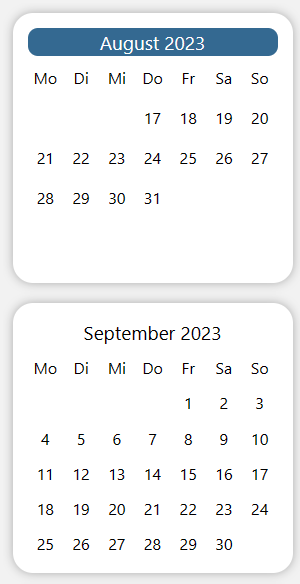 August 2023
Mo Di Mi Do Fr Sa So
17 18 19 20
21 22 23 24 25 26 27
28 29 30 31
September 2023
Mo Di Mi Do Fr Sa So
1 2 3
4 5 6 7 8 9 10
11 12 13 14 15 16 17
18 19 20 21 22 23 24
25 26 27 28 29 30